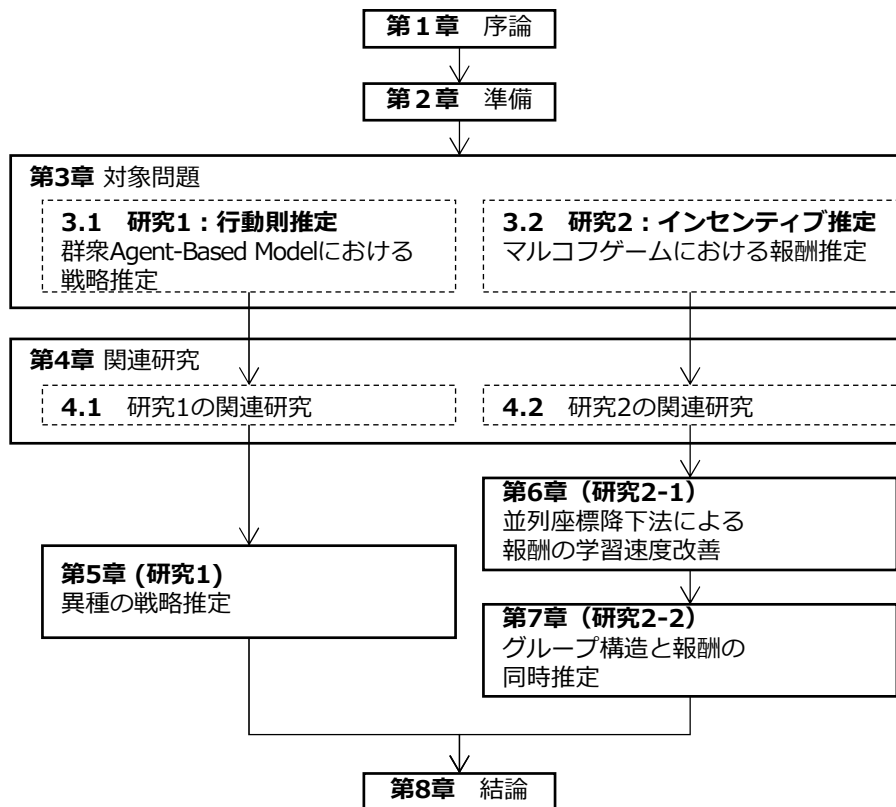 第１章　序論
第２章　準備
第3章 対象問題
3.1　研究1：行動則推定
群衆Agent-Based Modelにおける
戦略推定
3.2　研究2：インセンティブ推定
マルコフゲームにおける報酬推定
第4章 関連研究
4.1　研究1の関連研究
4.2　研究2の関連研究
第5章 (研究1)
異種の戦略推定
第6章（研究2-1）
並列座標降下法による
報酬の学習速度改善
第7章（研究2-2）
グループ構造と報酬の
同時推定
第8章　結論